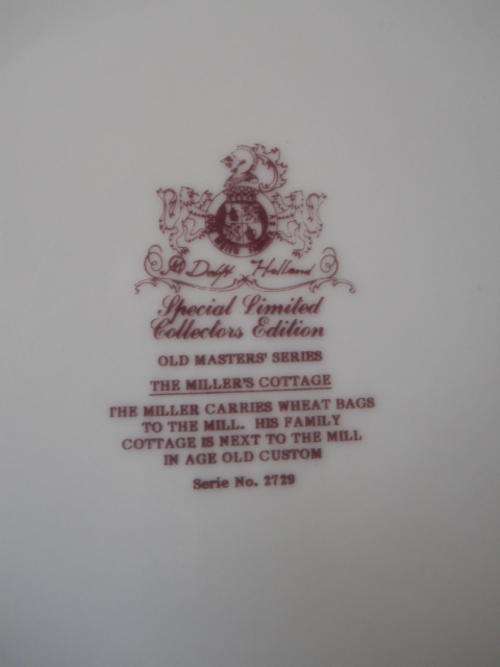 Delft Holland
Special Limited
Collectors Edition
OLD MASTERS' SERIES
THE MILLER'S COTTAGE
THE MILLER CARRIES WHEAT BAGS
TO THE MILL. HIS FAMILY
COTTAGE IS NEXT TO THE MILL
IN AGE OLD CUSTOM
Serie No. 2729